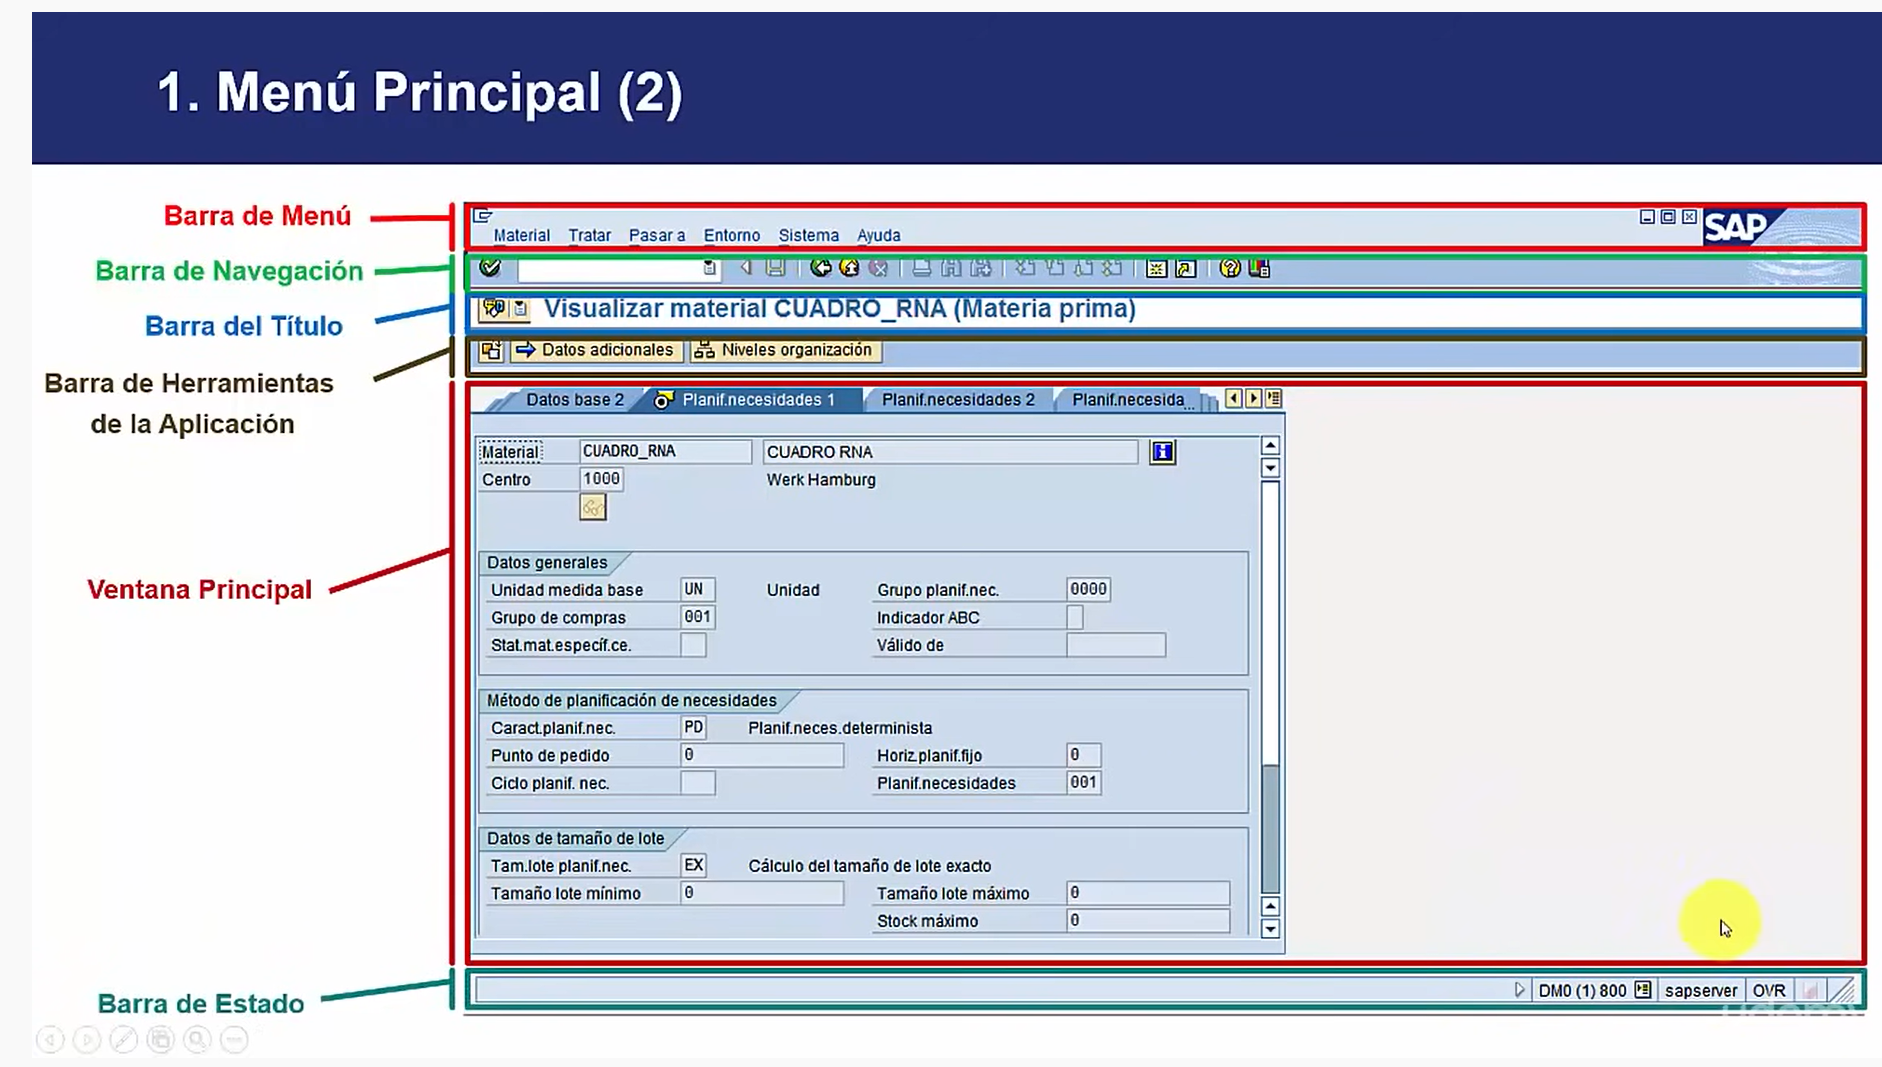 1. Menú Principal (2)
Barra de Menú
SAP
Material Tratar Pasar a Entorno Sistema Ayuda
Barra de Navegación
Barra del Título
Visualizar material CUADRO_RNA (Materia prima)
Barra de Herramientas
de la Aplicación
Datos adicionales Niveles organización
Datos base 2 Planif.necesidades 1 Planif.necesidades 2 Planif.necesida...
Material CUADRO_RNA CUADRO RNA
Centro 1000 Werk Hamburg
Ventana Principal
Datos generales
Unidad medida base UN Unidad Grupo planif.nec. 0000
Grupo de compras 001 Indicador ABC
Stat.mat.específ.ce. Válido de
Método de planificación de necesidades
Caract.planif.nec. PD Planif.neces.determinista
Punto de pedido 0 Horiz.planif.fijo 0
Ciclo planif. nec. Planif.necesidades 001
Datos de tamaño de lote
Tam.lote planif.nec. EX Cálculo del tamaño de lote exacto
Tamaño lote mínimo 0 Tamaño lote máximo 0
Stock máximo 0
Barra de Estado
DM0 (1) 800 sapserver OVR